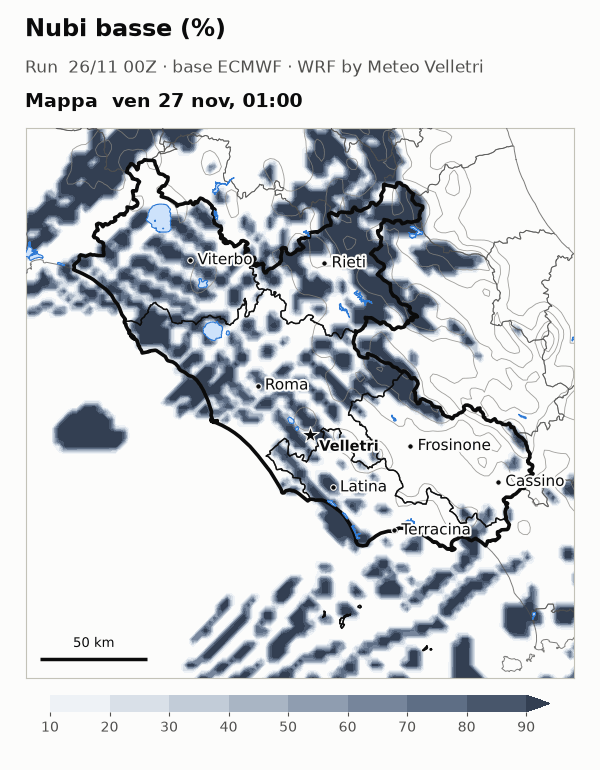 Nubi basse (%)
Run 26/11 00Z · base ECMWF · WRF by Meteo Velletri
Mappa ven 27 nov, 01:00
Viterbo
Rieti
Roma
Velletri
Frosinone
Latina
Cassino
Terracina
50 km
10 20 30 40 50 60 70 80 90